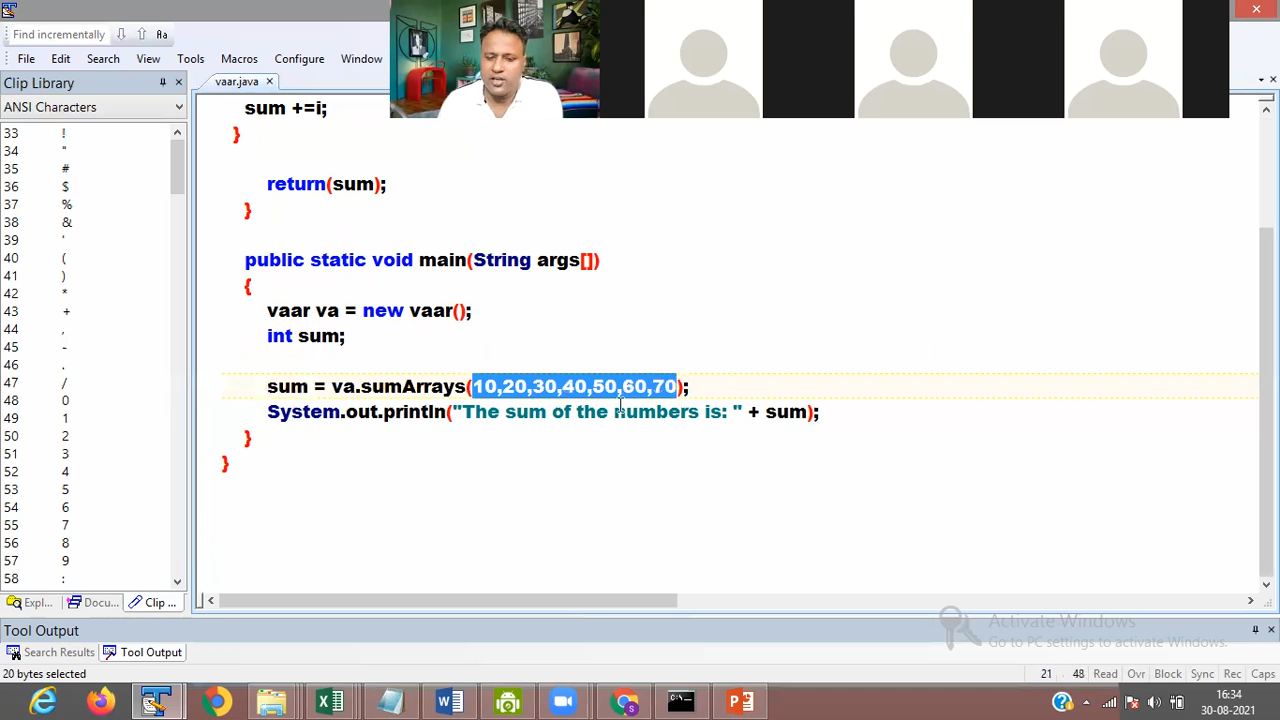 Find incrementally
Aa
File Edit Search View Tools Macros Configure Window
Clip Library
vaar.java
ANSI Characters
33 !
34 "
35 #
36 $
37 %
38 &
39 '
40 (
41 )
42 *
43 +
44 ,
45 -
46 .
47 /
48 0
49 1
50 2
51 3
52 4
53 5
54 6
55 7
56 8
57 9
58 :
sum +=i;
}
return(sum);
}
public static void main(String args[])
{
vaar va = new vaar();
int sum;
sum = va.sumArrays(10,20,30,40,50,60,70);
System.out.println("The sum of the numbers is: " + sum);
}
}
Expl... Docu... Clip ...
Activate Windows
Go to PC settings to activate Windows.
Tool Output
Search Results Tool Output
20 bytes selected
21 48 Read Ovr Block Sync Rec Caps
16:34
30-08-2021